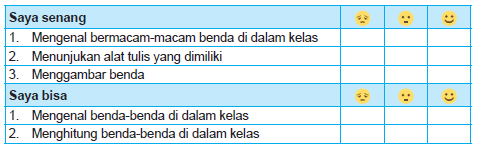 Saya senang
1. Mengenal bermacam-macam benda di dalam kelas
2. Menunjukan alat tulis yang dimiliki
3. Menggambar benda
Saya bisa
1. Mengenal benda-benda di dalam kelas
2. Menghitung benda-benda di dalam kelas